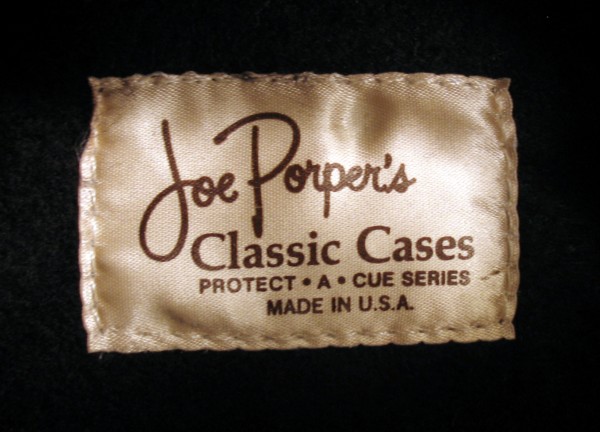 Joe Porper's
Classic Cases
PROTECT • A • CUE SERIES
MADE IN U.S.A.